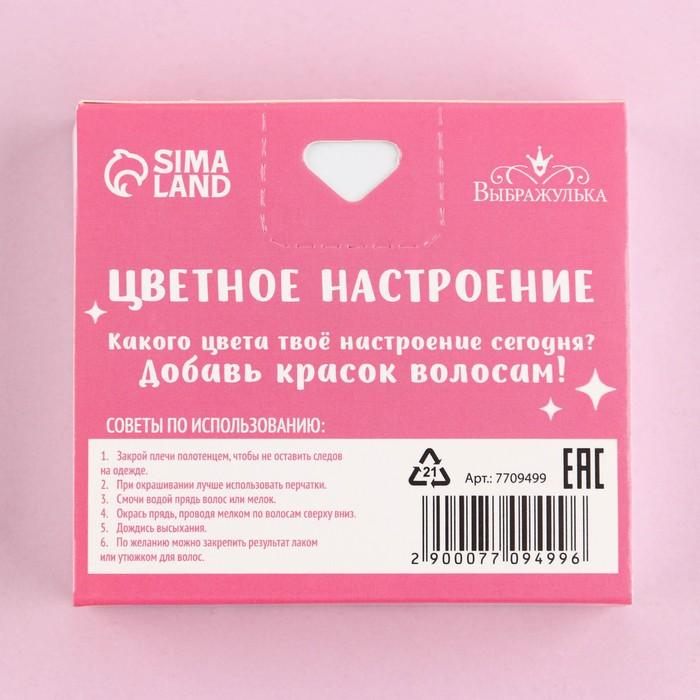 SIMA
LAND
ВЫБРАЖУЛЬКА
ЦВЕТНОЕ НАСТРОЕНИЕ
Какого цвета твоё настроение сегодня?
Добавь красок волосам!
СОВЕТЫ ПО ИСПОЛЬЗОВАНИЮ:
1. Закрой плечи полотенцем, чтобы не оставить следов
на одежде.
2. При окрашивании лучше использовать перчатки.
3. Смочи водой прядь волос или мелок.
4. Окрась прядь, проводя мелком по волосам сверху вниз.
5. Дождись высыхания.
6. По желанию можно закрепить результат лаком
или утюжком для волос.
21
Арт.: 7709499
EAC
2 900077 094996